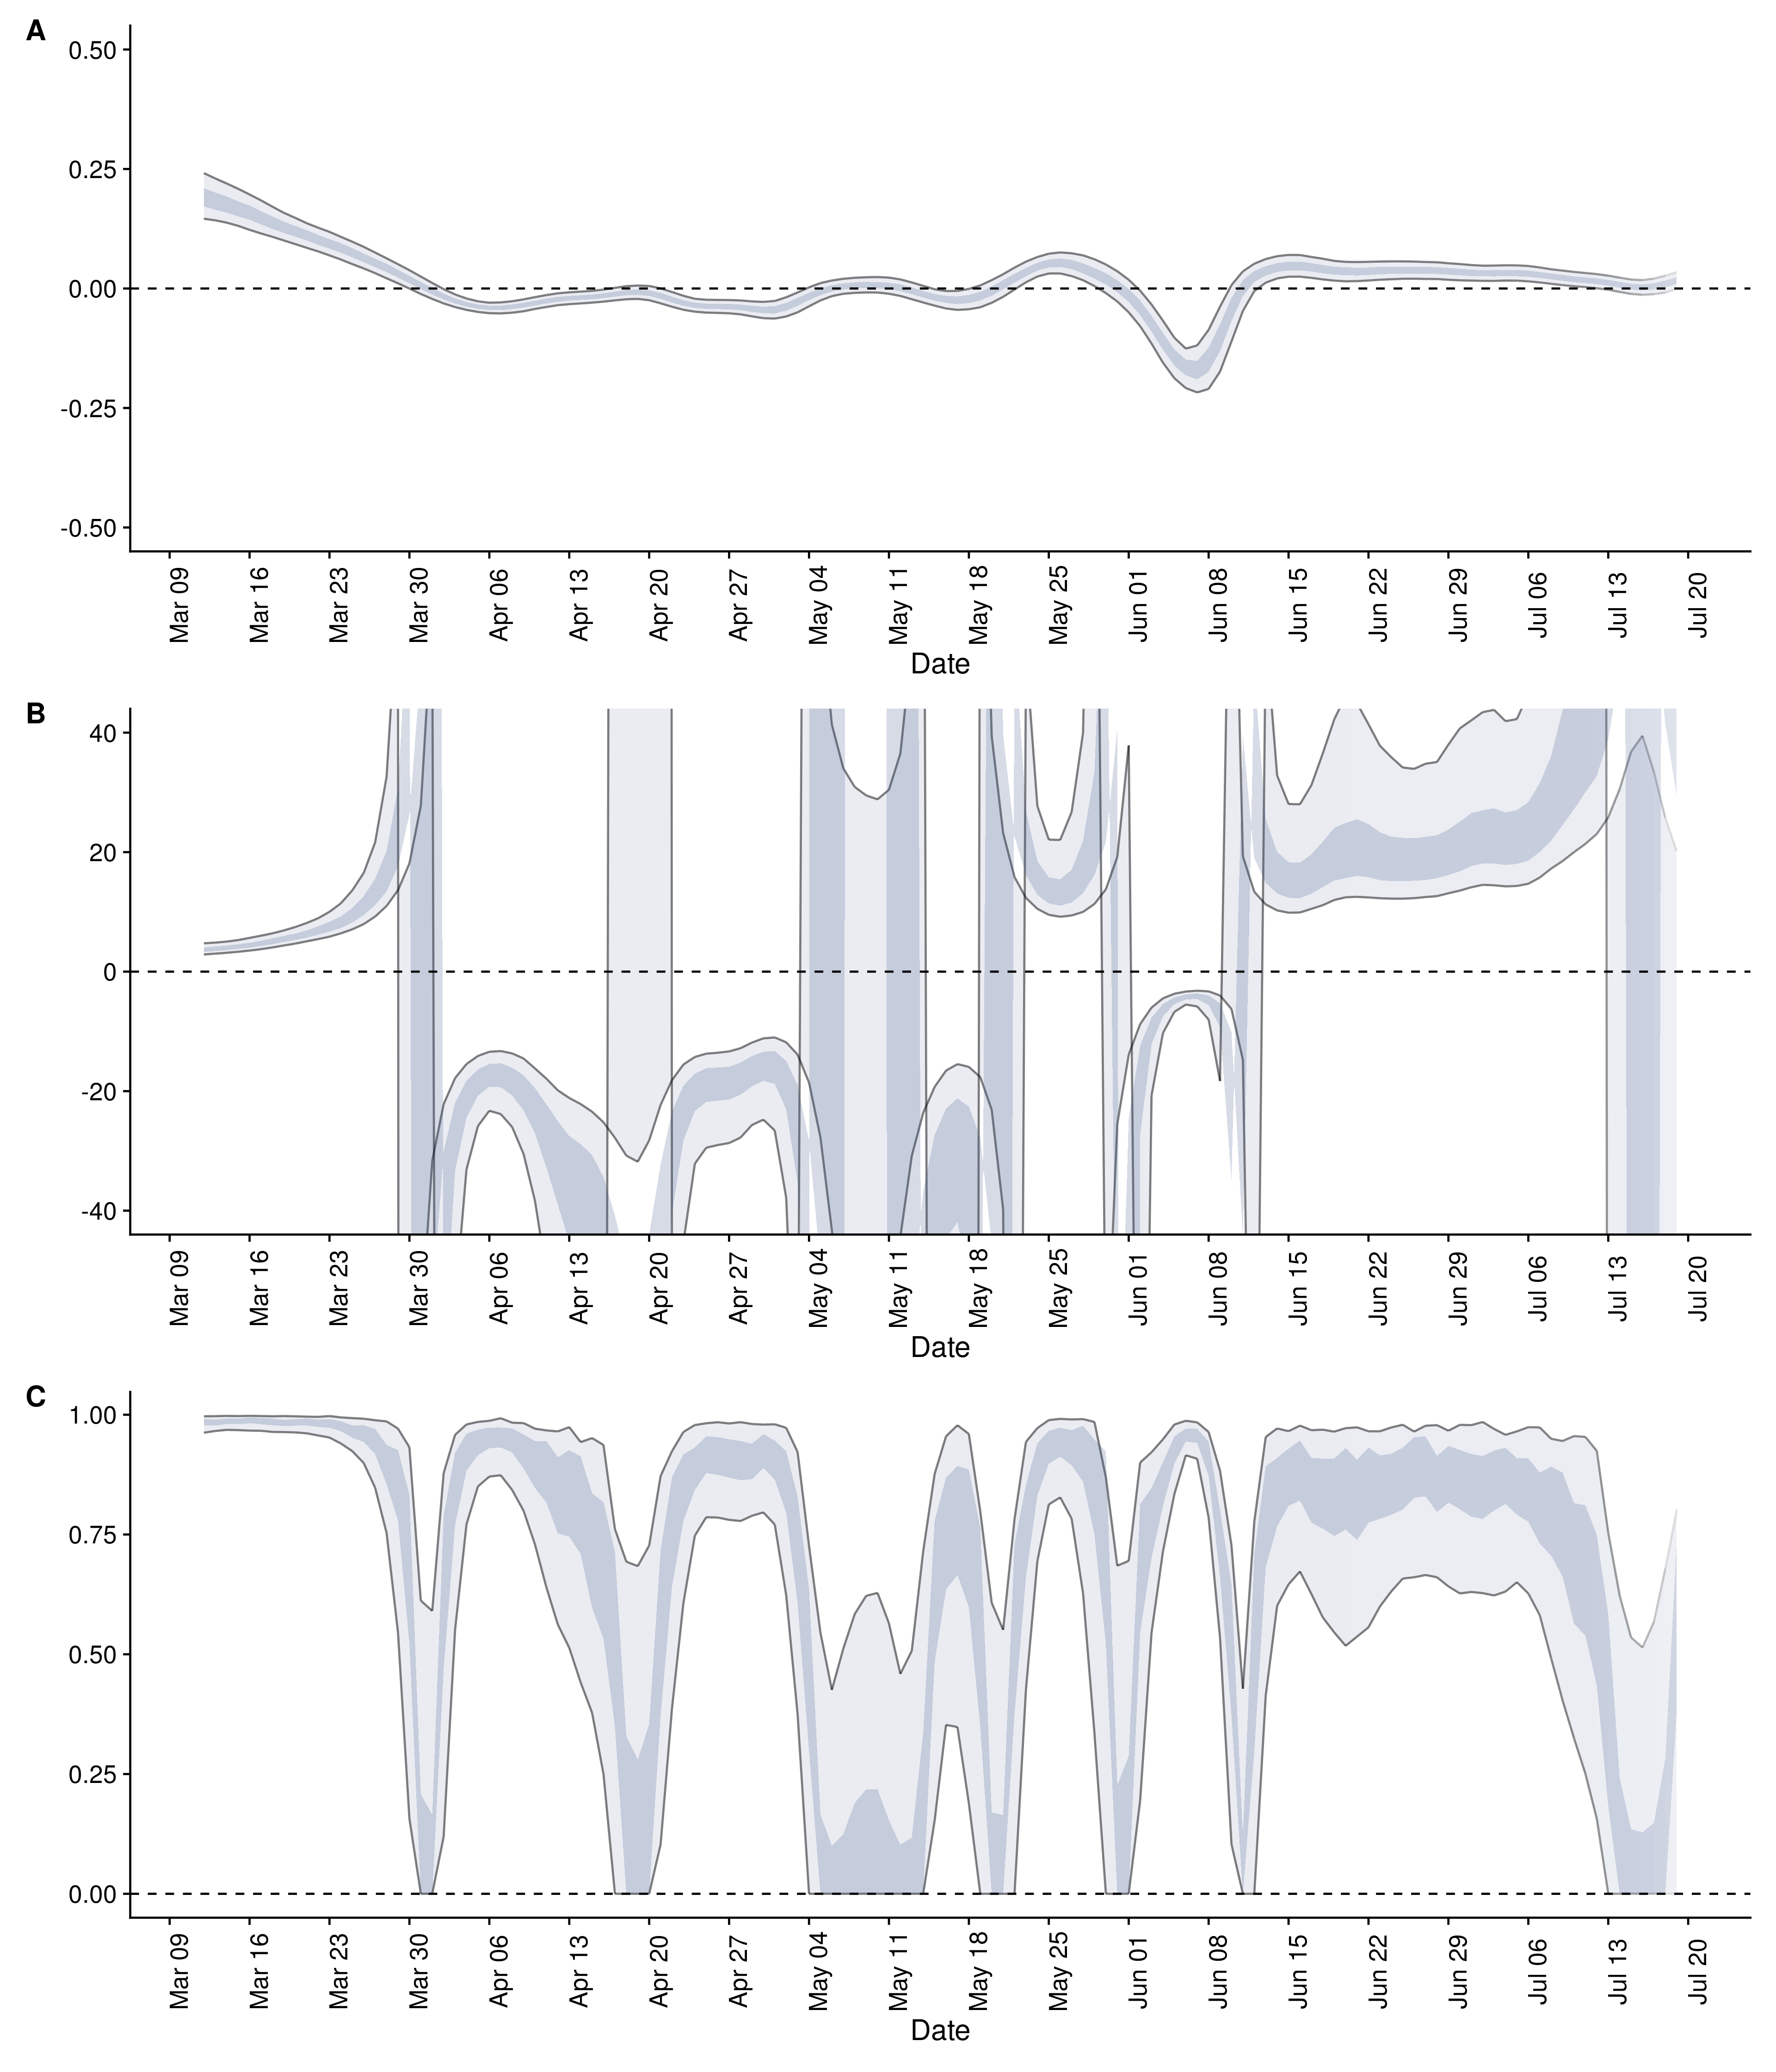 A
0.50
0.25
0.00
-0.25
-0.50
Mar 09
Mar 16
Mar 23
Mar 30
Apr 06
Apr 13
Apr 20
Apr 27
May 04
May 11
May 18
May 25
Jun 01
Jun 08
Jun 15
Jun 22
Jun 29
Jul 06
Jul 13
Jul 20
Date
B
40
20
0
-20
-40
Mar 09
Mar 16
Mar 23
Mar 30
Apr 06
Apr 13
Apr 20
Apr 27
May 04
May 11
May 18
May 25
Jun 01
Jun 08
Jun 15
Jun 22
Jun 29
Jul 06
Jul 13
Jul 20
Date
C
1.00
0.75
0.50
0.25
0.00
Mar 09
Mar 16
Mar 23
Mar 30
Apr 06
Apr 13
Apr 20
Apr 27
May 04
May 11
May 18
May 25
Jun 01
Jun 08
Jun 15
Jun 22
Jun 29
Jul 06
Jul 13
Jul 20
Date